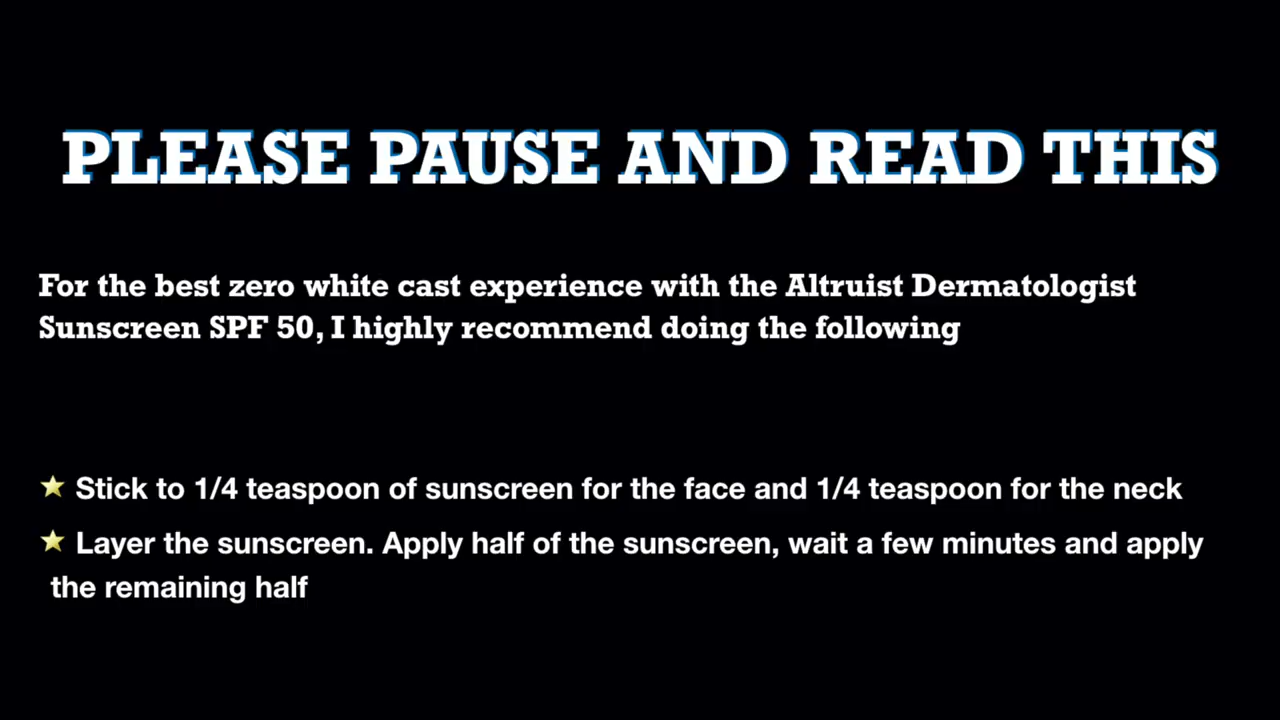 PLEASE PAUSE AND READ THIS
For the best zero white cast experience with the Altruist Dermatologist
Sunscreen SPF 50, I highly recommend doing the following
⭐ Stick to 1/4 teaspoon of sunscreen for the face and 1/4 teaspoon for the neck
⭐ Layer the sunscreen. Apply half of the sunscreen, wait a few minutes and apply
the remaining half